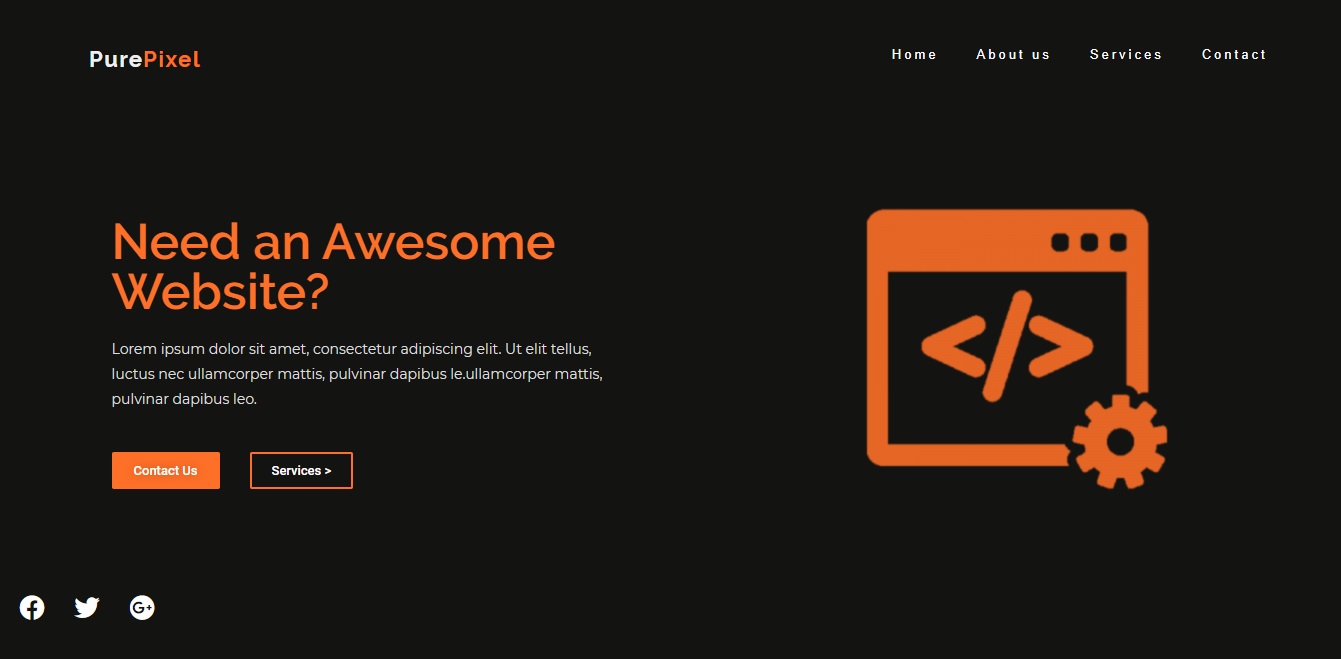 PurePixel
Home About us Services Contact
Need an Awesome
Website?
Lorem ipsum dolor sit amet, consectetur adipiscing elit. Ut elit tellus,
luctus nec ullamcorper mattis, pulvinar dapibus le.ullamcorper mattis,
pulvinar dapibus leo.
Contact Us Services >